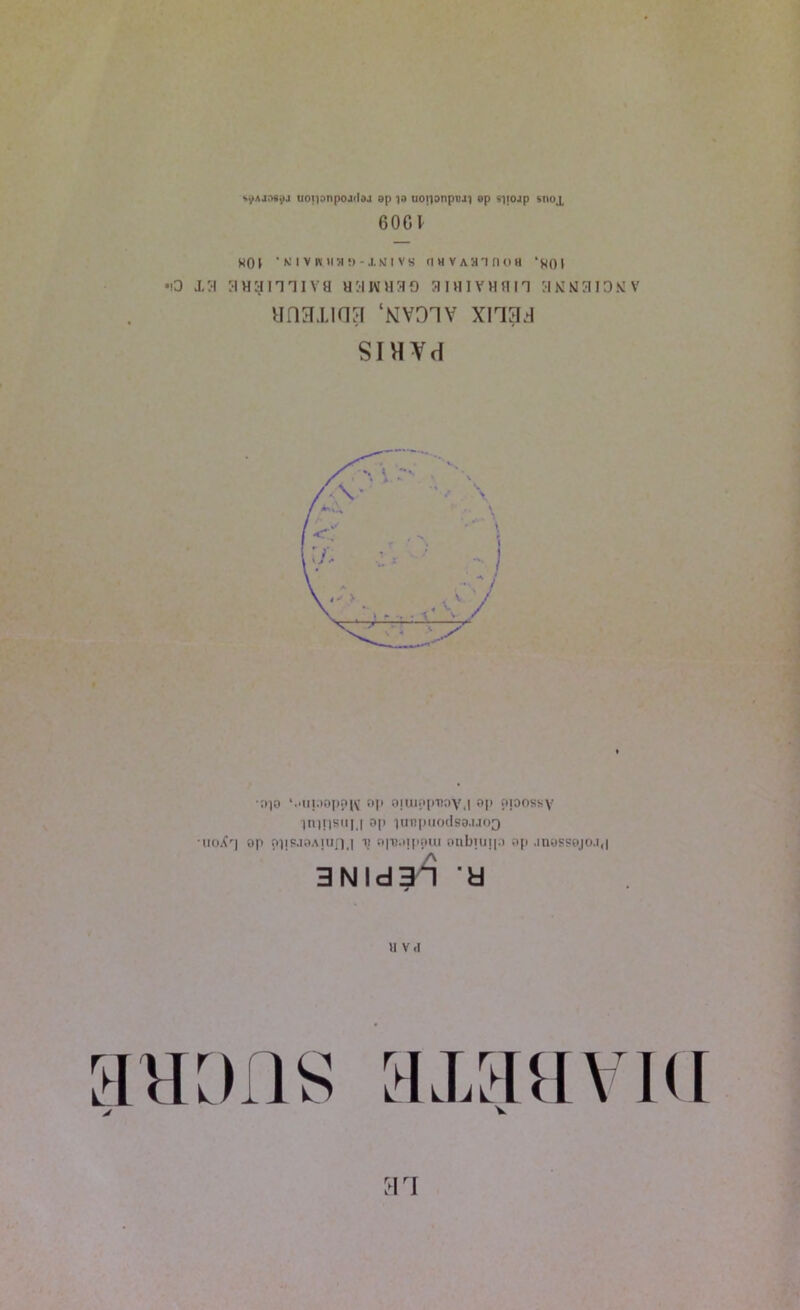 LE
DIABÈTE SUCRÉ
PAR
R. LÉPINE
Professeur de clinique médicale à l'Université de Lyon.
Correspondant de l'Institut
Associé de l'Académie de Médecine, etc.
PARIS
FÉLIX ALCAN, ÉDITEUR
ANCIENNE LIBRAIRIE GERMER BAILLIÈRE ET Cie
108, BOULEVARD SAINT-GERMAIN, 108
1909
Tous droits de traduction et de reproduction réservés